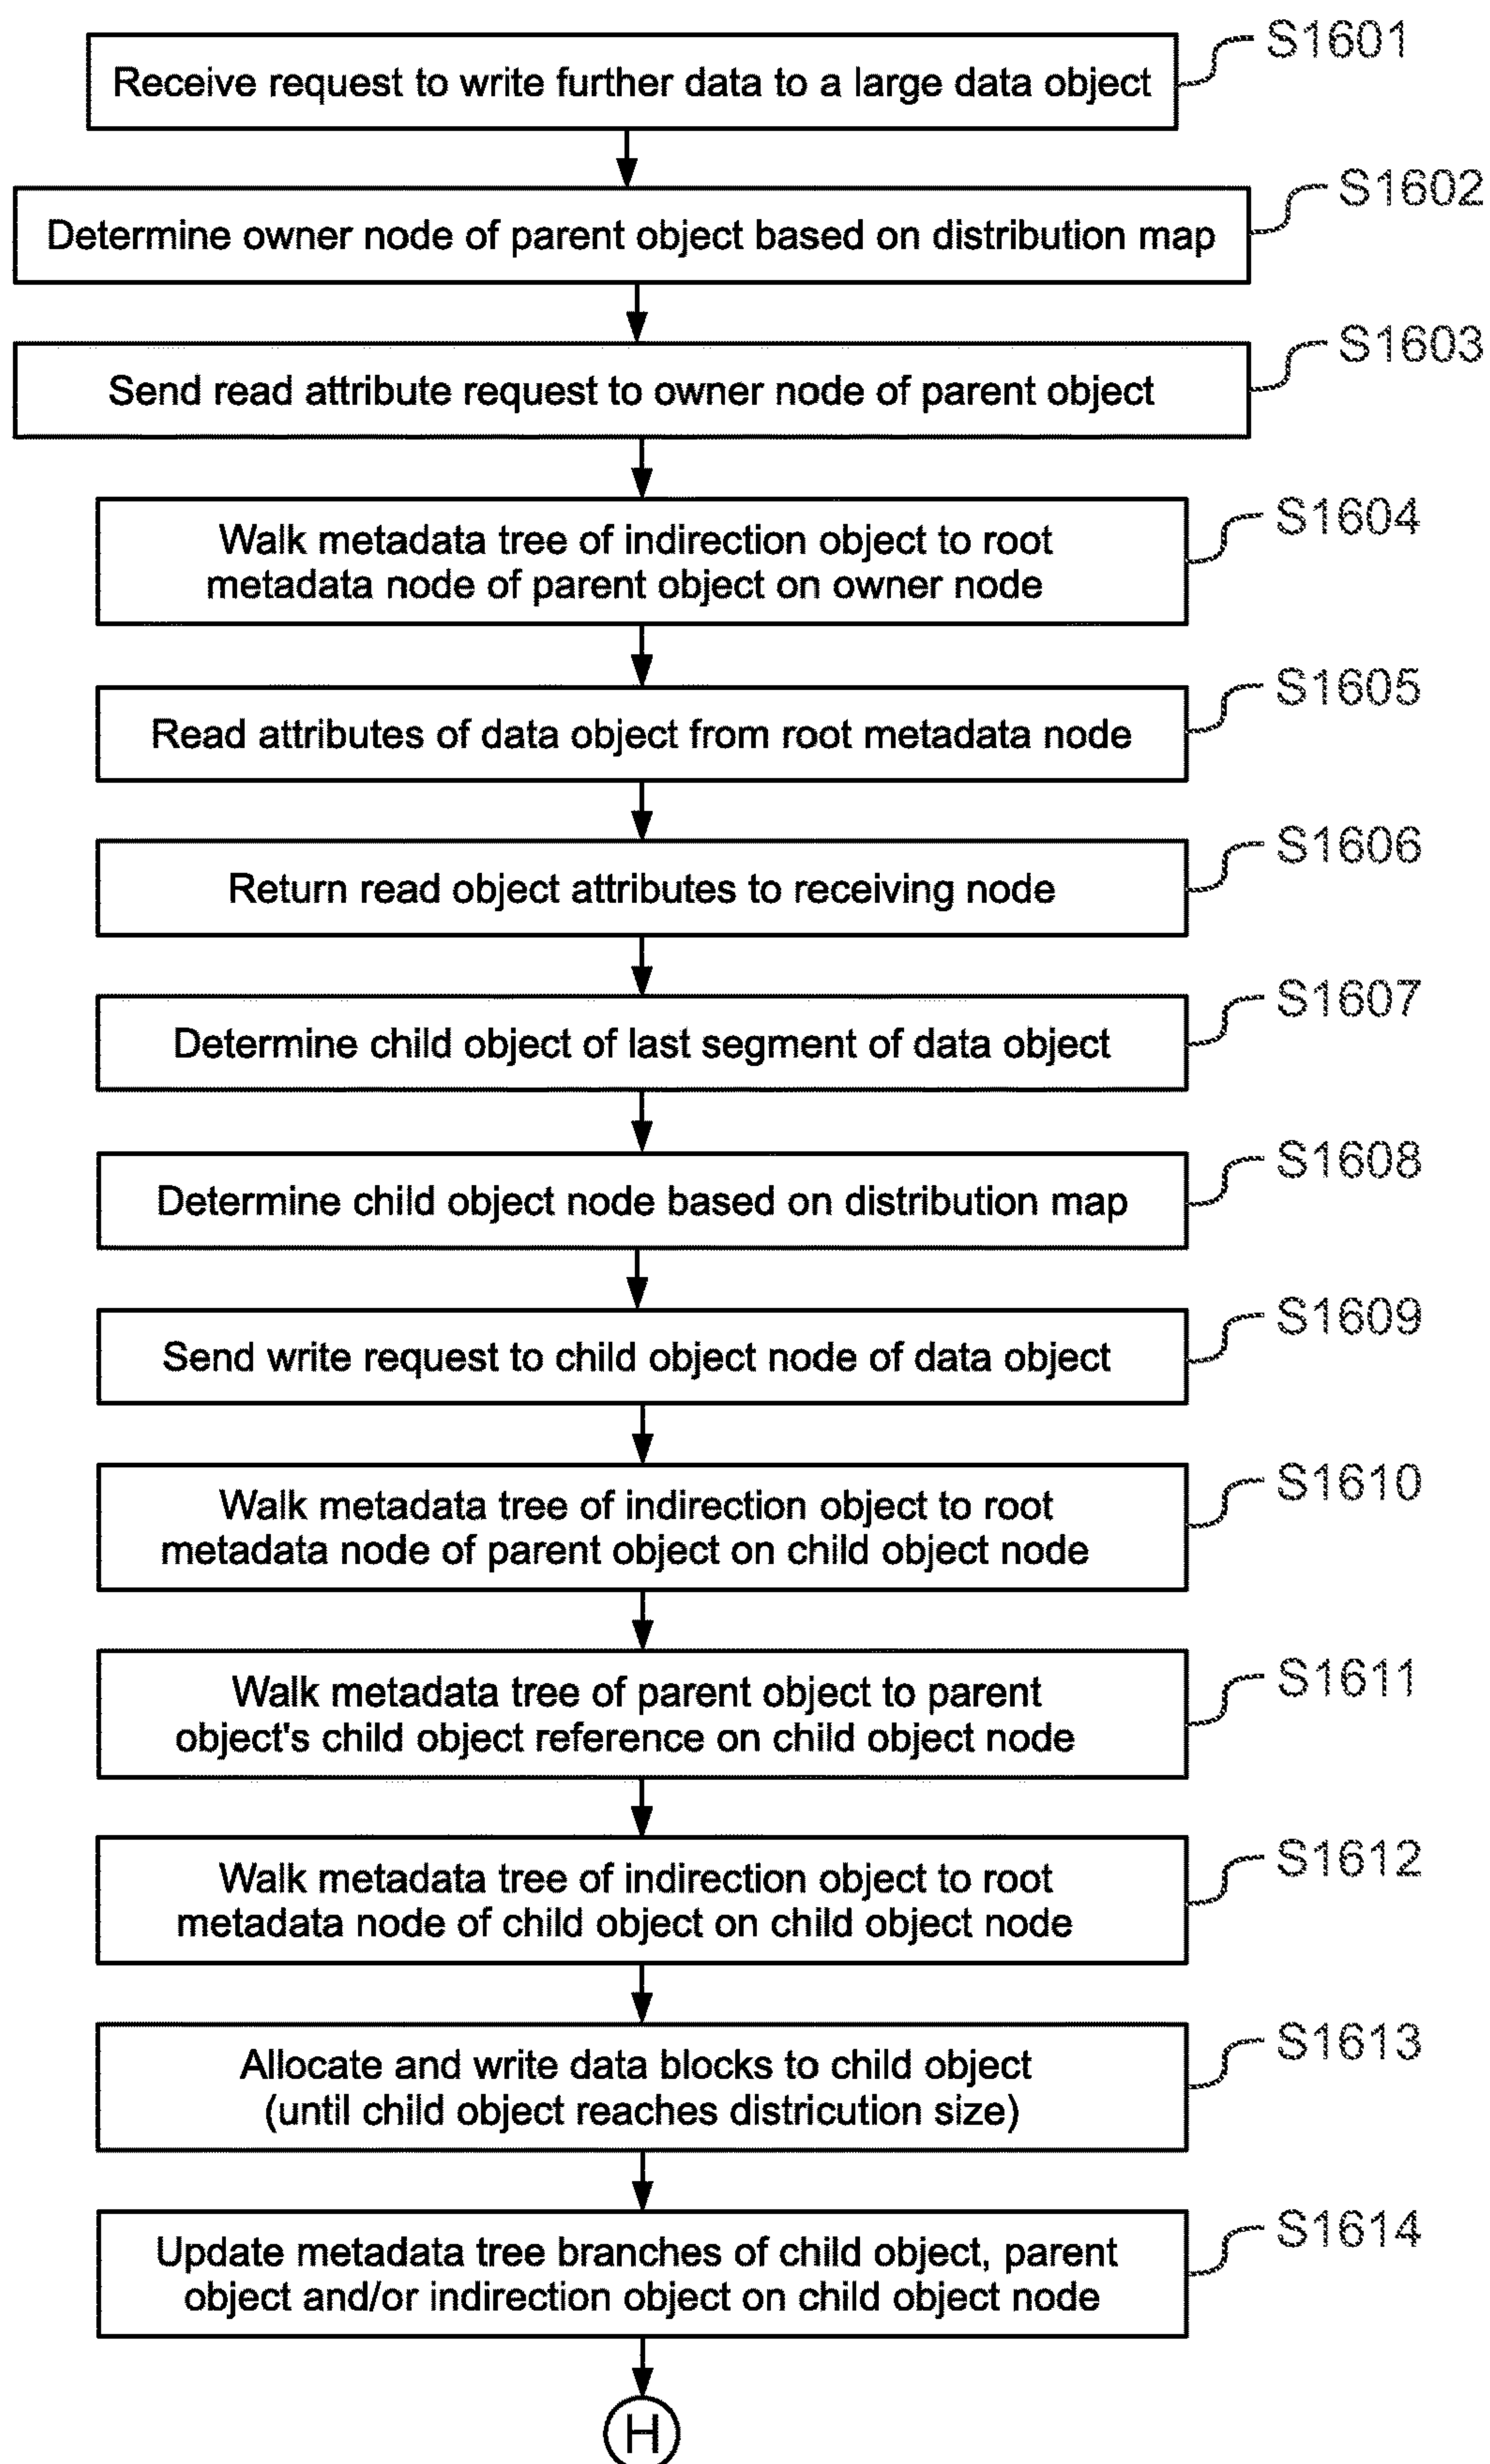 S1601
Receive request to write further data to a large data object
S1602
Determine owner node of parent object based on distribution map
S1603
Send read attribute request to owner node of parent object
S1604
Walk metadata tree of indirection object to root
metadata node of parent object on owner node
S1605
Read attributes of data object from root metadata node
S1606
Return read object attributes to receiving node
S1607
Determine child object of last segment of data object
S1608
Determine child object node based on distribution map
S1609
Send write request to child object node of data object
S1610
Walk metadata tree of indirection object to root
metadata node of parent object on child object node
S1611
Walk metadata tree of parent object to parent
object's child object reference on child object node
S1612
Walk metadata tree of indirection object to root
metadata node of child object on child object node
S1613
Allocate and write data blocks to child object
(until child object reaches districution size)
S1614
Update metadata tree branches of child object, parent
object and/or indirection object on child object node
H